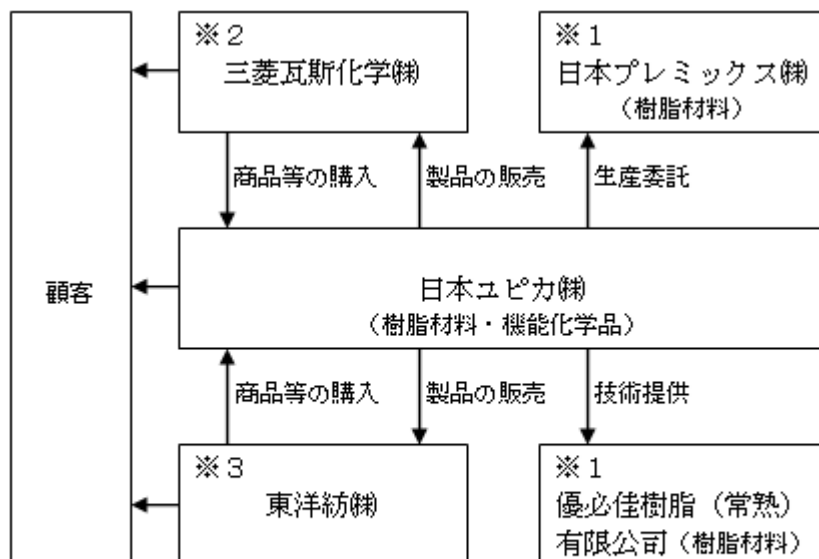 ※２
三菱瓦斯化学㈱
※１
日本プレミックス㈱
（樹脂材料）
商品等の購入
製品の販売
生産委託
顧客
日本ユピカ㈱
（樹脂材料・機能化学品）
商品等の購入
製品の販売
技術提供
※３
東洋紡㈱
※１
優必佳樹脂（常熟）
有限公司（樹脂材料）